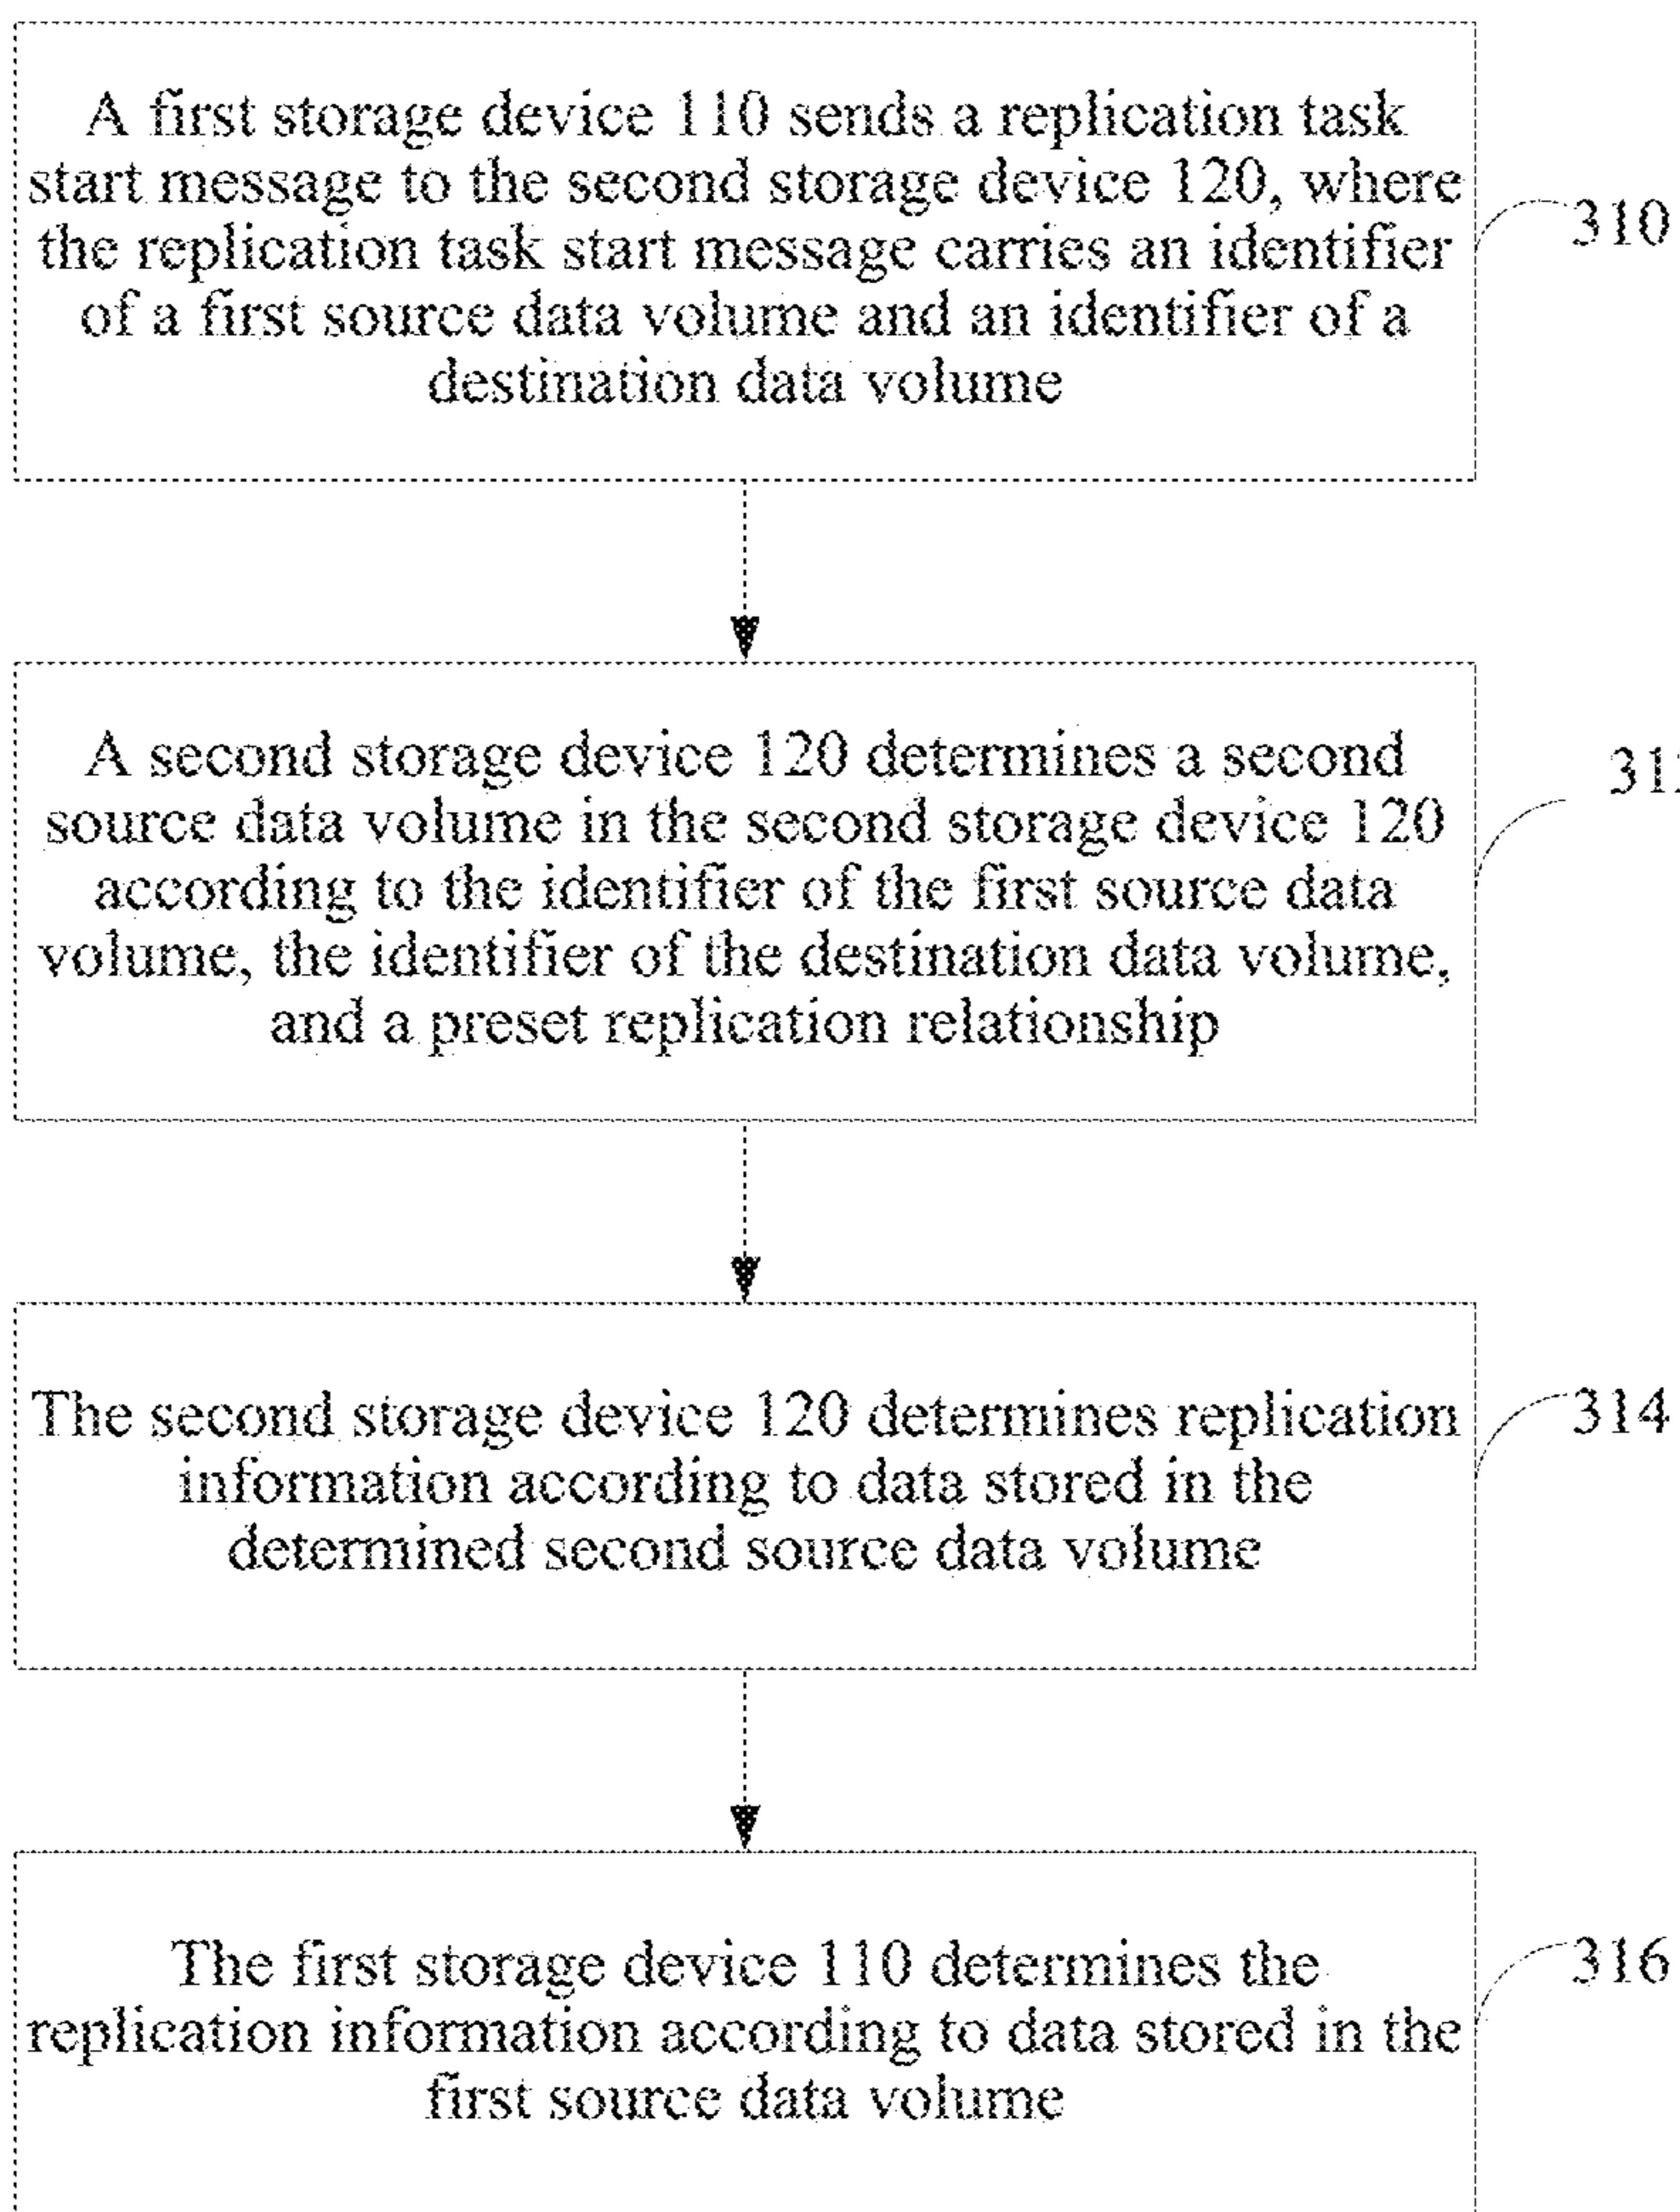 A first storage device 110 sends a replication task
start message to the second storage device 120, where
the replication task start message carries an identifier
of a first source data volume and an identifier of a
destination data volume
310
A second storage device 120 determines a second
source data volume in the second storage device 120
according to the identifier of the first source data
volume, the identifier of the destination data volume,
and a preset replication relationship
The second storage device 120 determines replication
information according to data stored in the
determined second source data volume
314
The first storage device 110 determines the
replication information according to data stored in the
first source data volume
316